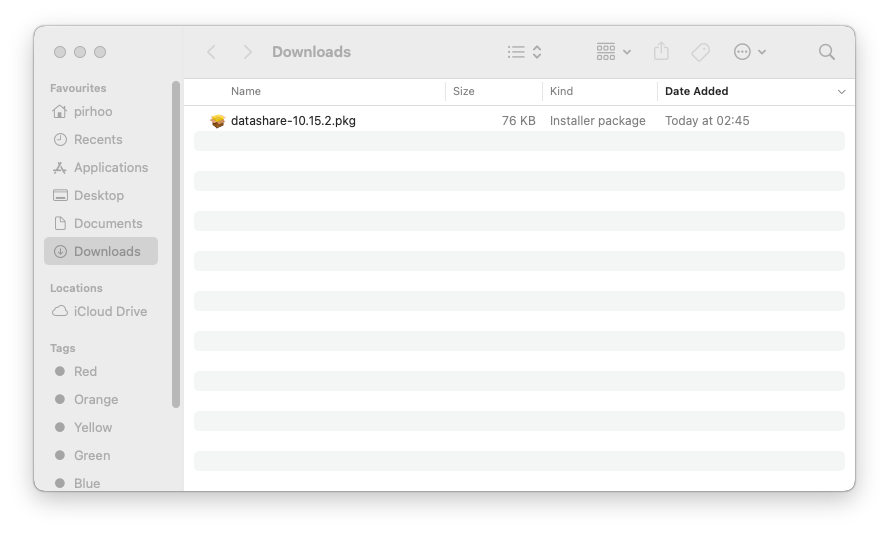 Downloads
Favourites
pirhoo
Recents
Applications
Desktop
Documents
Downloads
Locations
iCloud Drive
Tags
Red
Orange
Yellow
Green
Blue
Name Size Kind Date Added
datashare-10.15.2.pkg 76 KB Installer package Today at 02:45